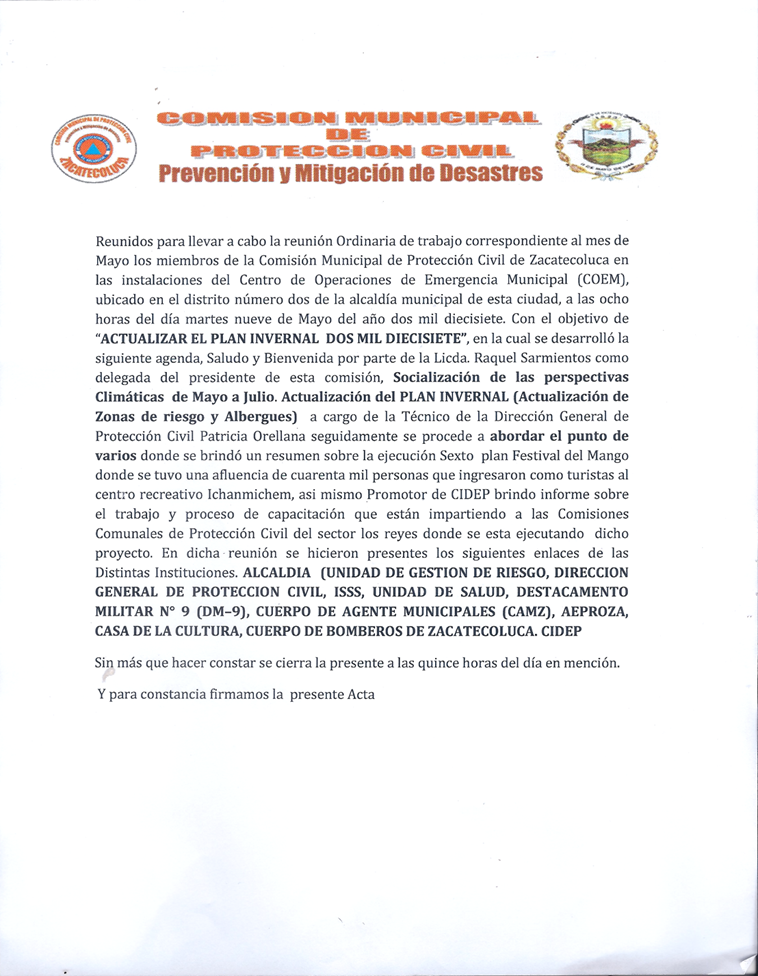 COMISION MUNICIPAL
DE
PROTECCION CIVIL
Prevención y Mitigación de Desastres
COMISION MUNICIPAL DE PROTECCION CIVIL
ZACATECOLUCA
Reunidos para llevar a cabo la reunión Ordinaria de trabajo correspondiente al mes de
Mayo los miembros de la Comisión Municipal de Protección Civil de Zacatecoluca en
las instalaciones del Centro de Operaciones de Emergencia Municipal (COEM),
ubicado en el distrito número dos de la alcaldía municipal de esta ciudad, a las ocho
horas del día martes nueve de Mayo del año dos mil diecisiete. Con el objetivo de
“ACTUALIZAR EL PLAN INVERNAL DOS MIL DIECISIETE”, en la cual se desarrolló la
siguiente agenda, Saludo y Bienvenida por parte de la Licda. Raquel Sarmientos como
delegada del presidente de esta comisión, Socialización de las perspectivas
Climáticas de Mayo a Julio. Actualización del PLAN INVERNAL (Actualización de
Zonas de riesgo y Albergues) a cargo de la Técnico de la Dirección General de
Protección Civil Patricia Orellana seguidamente se procede a abordar el punto de
varios donde se brindó un resumen sobre la ejecución Sexto plan Festival del Mango
donde se tuvo una afluencia de cuarenta mil personas que ingresaron como turistas al
centro recreativo Ichanmichem, asi mismo Promotor de CIDEP brindo informe sobre
el trabajo y proceso de capacitación que están impartiendo a las Comisiones
Comunales de Protección Civil del sector los reyes donde se esta ejecutando dicho
proyecto. En dicha reunión se hicieron presentes los siguientes enlaces de las
Distintas Instituciones. ALCALDIA (UNIDAD DE GESTION DE RIESGO, DIRECCION
GENERAL DE PROTECCION CIVIL, ISSS, UNIDAD DE SALUD, DESTACAMENTO
MILITAR N° 9 (DM–9), CUERPO DE AGENTE MUNICIPALES (CAMZ), AEPROZA,
CASA DE LA CULTURA, CUERPO DE BOMBEROS DE ZACATECOLUCA. CIDEP
Sin más que hacer constar se cierra la presente a las quince horas del día en mención.
Y para constancia firmamos la presente Acta